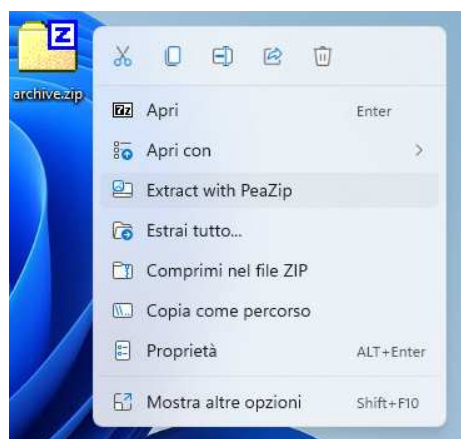 Z
archive.zip
7z
Apri Enter
Apri con
Extract with PeaZip
Estrai tutto...
Comprimi nel file ZIP
Copia come percorso
Proprietà ALT+Enter
Mostra altre opzioni Shift+F10